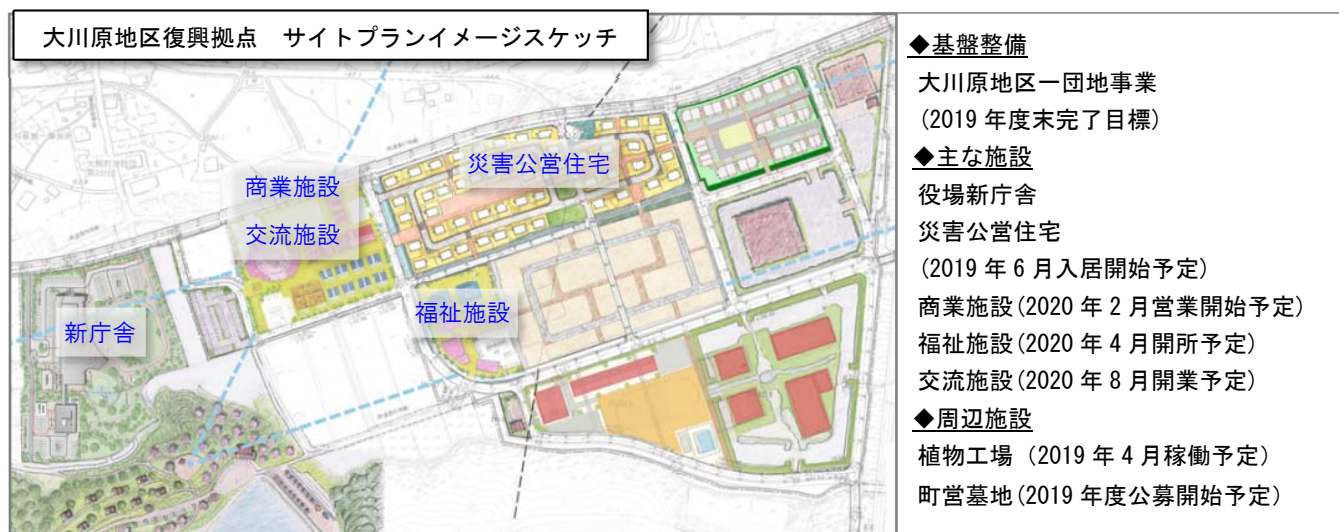 大川原地区復興拠点　サイトプランイメージスケッチ
商業施設
交流施設
災害公営住宅
福祉施設
新庁舎
◆基盤整備
大川原地区一団地事業
(2019 年度末完了目標)
◆主な施設
役場新庁舎
災害公営住宅
(2019 年 6 月入居開始予定)
商業施設(2020 年 2 月営業開始予定)
福祉施設(2020 年 4 月開所予定)
交流施設(2020 年 8 月開業予定)
◆周辺施設
植物工場（2019 年 4 月稼働予定）
町営墓地(2019 年度公募開始予定)